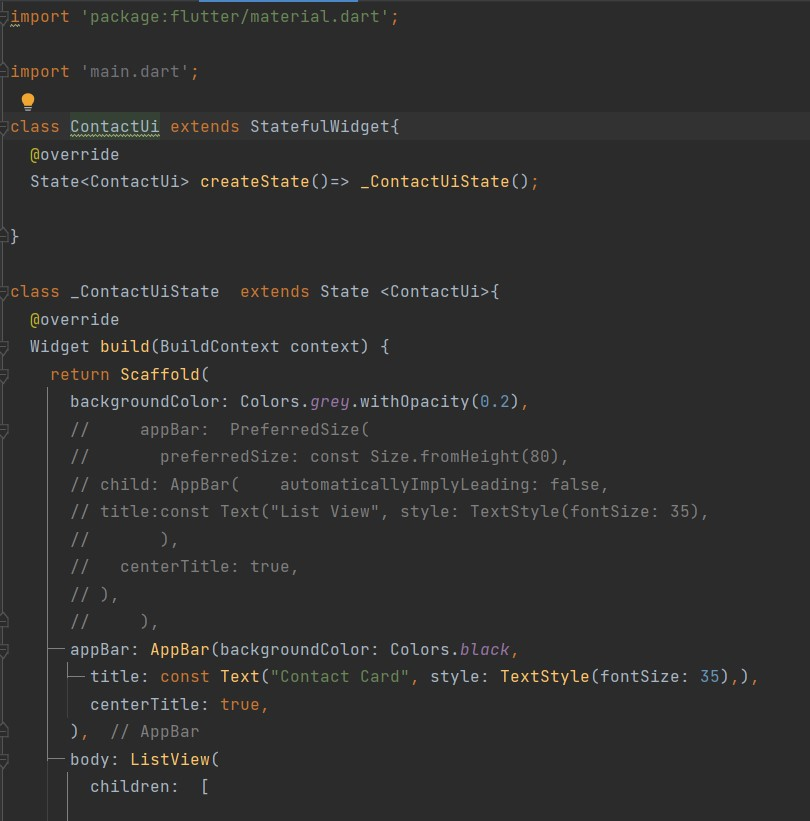 import 'package:flutter/material.dart';
import 'main.dart';
class ContactUi extends StatefulWidget{
@override
State<ContactUi> createState()=> _ContactUiState();
}
class _ContactUiState  extends State <ContactUi>{
@override
Widget build(BuildContext context) {
return Scaffold(
backgroundColor: Colors.grey.withOpacity(0.2),
//     appBar:  PreferredSize(
//       preferredSize: const Size.fromHeight(80),
// child: AppBar(    automaticallyImplyLeading: false,
// title:const Text("List View", style: TextStyle(fontSize: 35),
//       ),
//   centerTitle: true,
// ),
//     ),
appBar: AppBar(backgroundColor: Colors.black,
title: const Text("Contact Card", style: TextStyle(fontSize: 35),),
centerTitle: true,
),  // AppBar
body: ListView(
children:  [